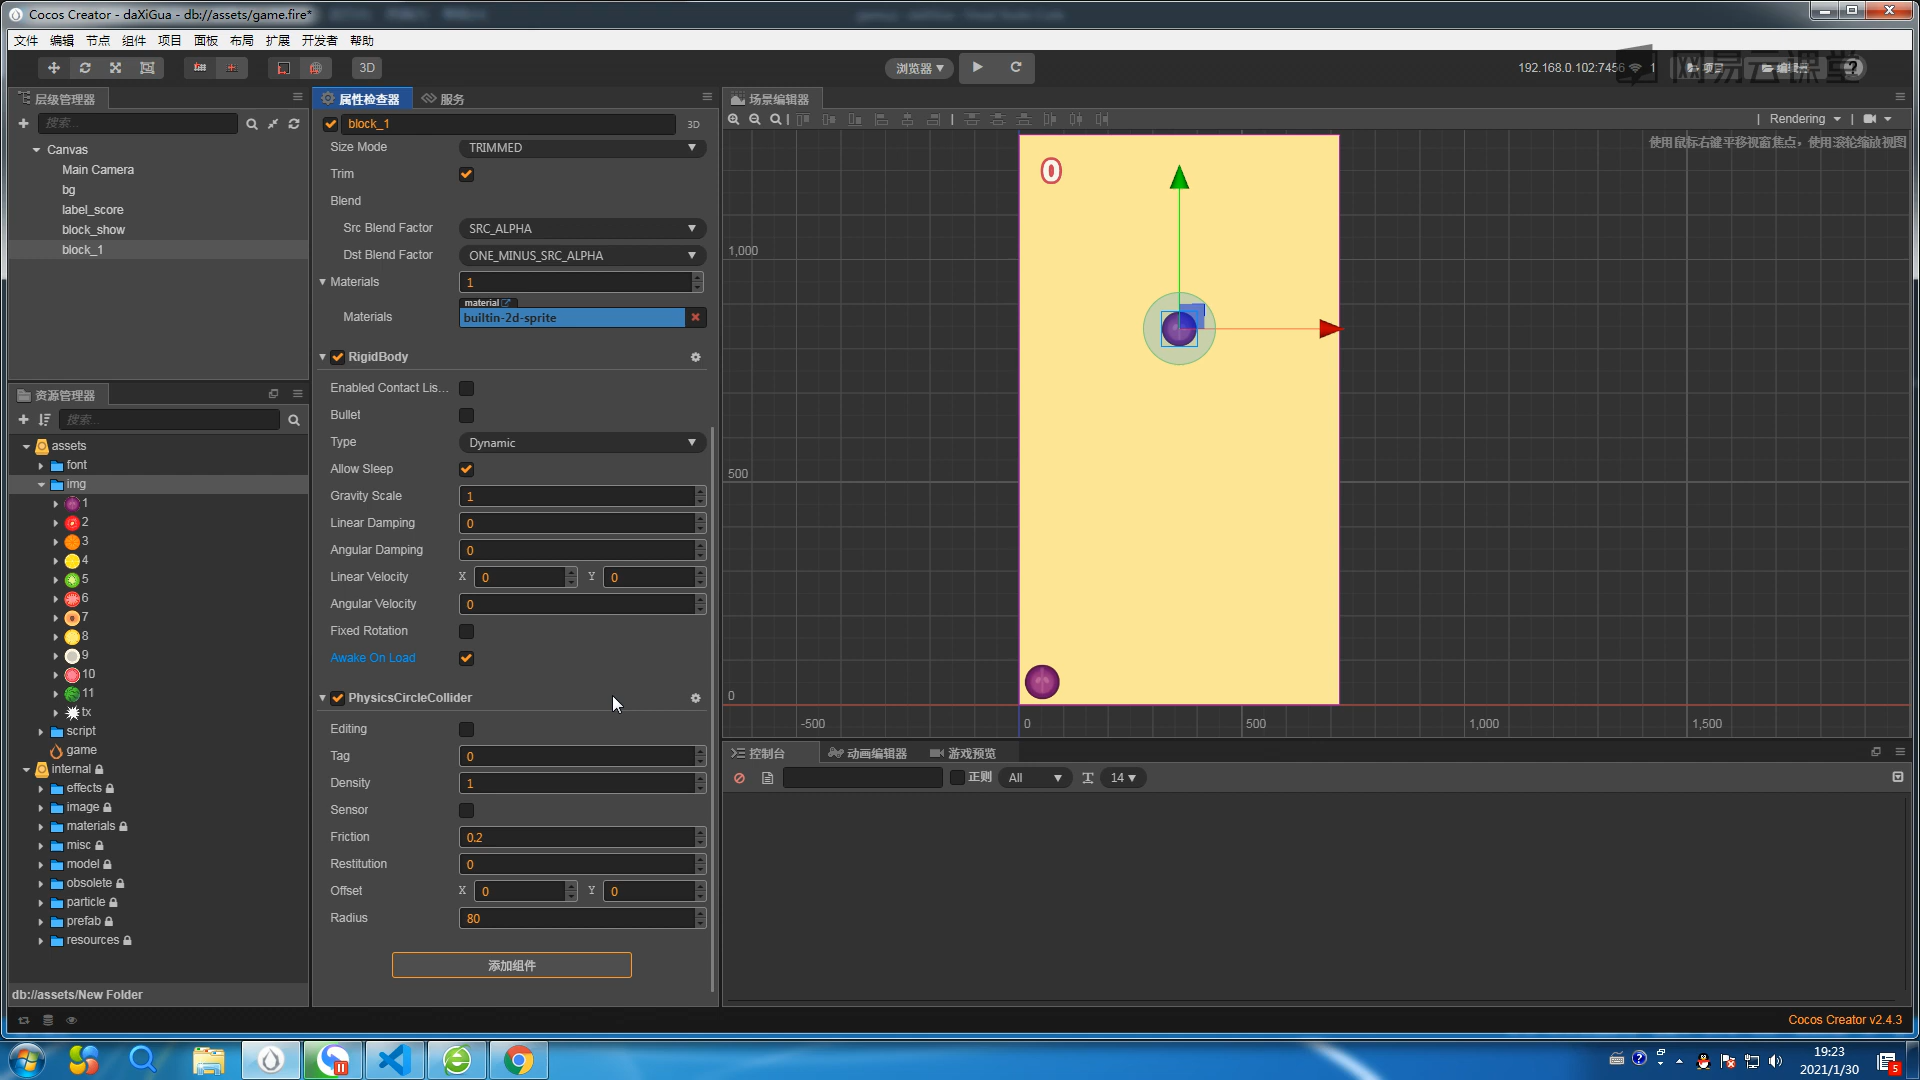 Cocos Creator - daXiGua - db://assets/game.fire*
文件 编辑 节点 组件 项目 面板 布局 扩展 开发者 帮助
3D
浏览器
192.168.0.102:7456 1
网易云课堂
层级管理器
搜索...
Canvas
Main Camera
bg
label_score
block_show
block_1
资源管理器
搜索...
assets
font
img
1
2
3
4
5
6
7
8
9
10
11
tx
script
game
internal
effects
image
materials
misc
model
obsolete
particle
prefab
resources
db://assets/New Folder
属性检查器 服务
block_1 3D
Size Mode TRIMMED
Trim
Blend
Src Blend Factor SRC_ALPHA
Dst Blend Factor ONE_MINUS_SRC_ALPHA
Materials 1
material
Materials builtin-2d-sprite
RigidBody
Enabled Contact Lis...
Bullet
Type Dynamic
Allow Sleep
Gravity Scale 1
Linear Damping 0
Angular Damping 0
Linear Velocity X 0 Y 0
Angular Velocity 0
Fixed Rotation
Awake On Load
PhysicsCircleCollider
Editing
Tag 0
Density 1
Sensor
Friction 0.2
Restitution 0
Offset X 0 Y 0
Radius 80
添加组件
场景编辑器
Rendering
使用鼠标右键平移视窗焦点，使用滚轮缩放视图
0
1,000
500
0
-500 0 500 1,000 1,500
控制台 动画编辑器 游戏预览
正则 All 14
Cocos Creator v2.4.3
19:23
2021/1/30
5